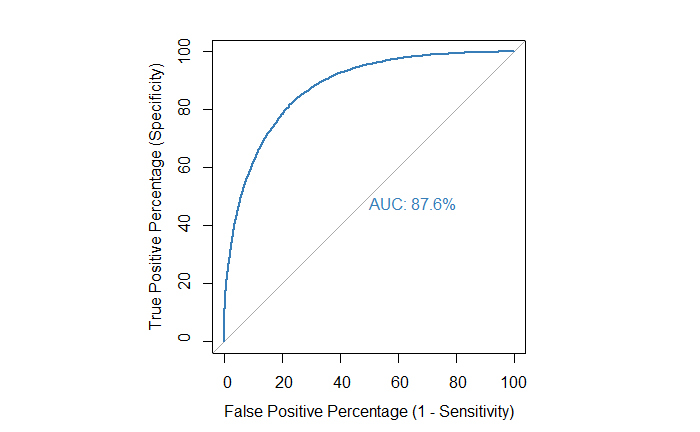 True Positive Percentage (Specificity)
100
80
60
40
20
0
AUC: 87.6%
0 20 40 60 80 100
False Positive Percentage (1 - Sensitivity)